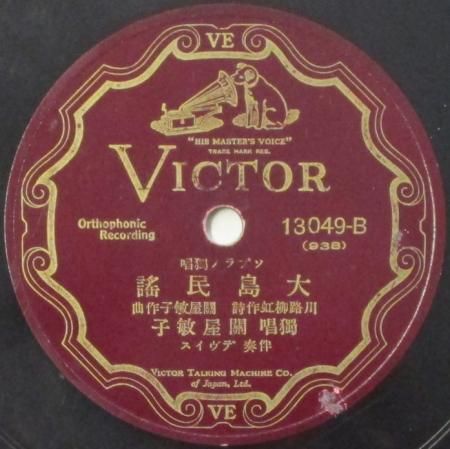 VE
"HIS MASTER'S VOICE"
TRADE MARK REG.
VICTOR
Orthophonic
Recording
13049-B
(938)
ソプラノ獨唱
大島民謠
川路柳虹作詩 關屋敏子作曲
獨唱 關屋敏子
伴奏 デヴイス
VICTOR TALKING MACHINE CO.
of Japan, Ltd.
VE